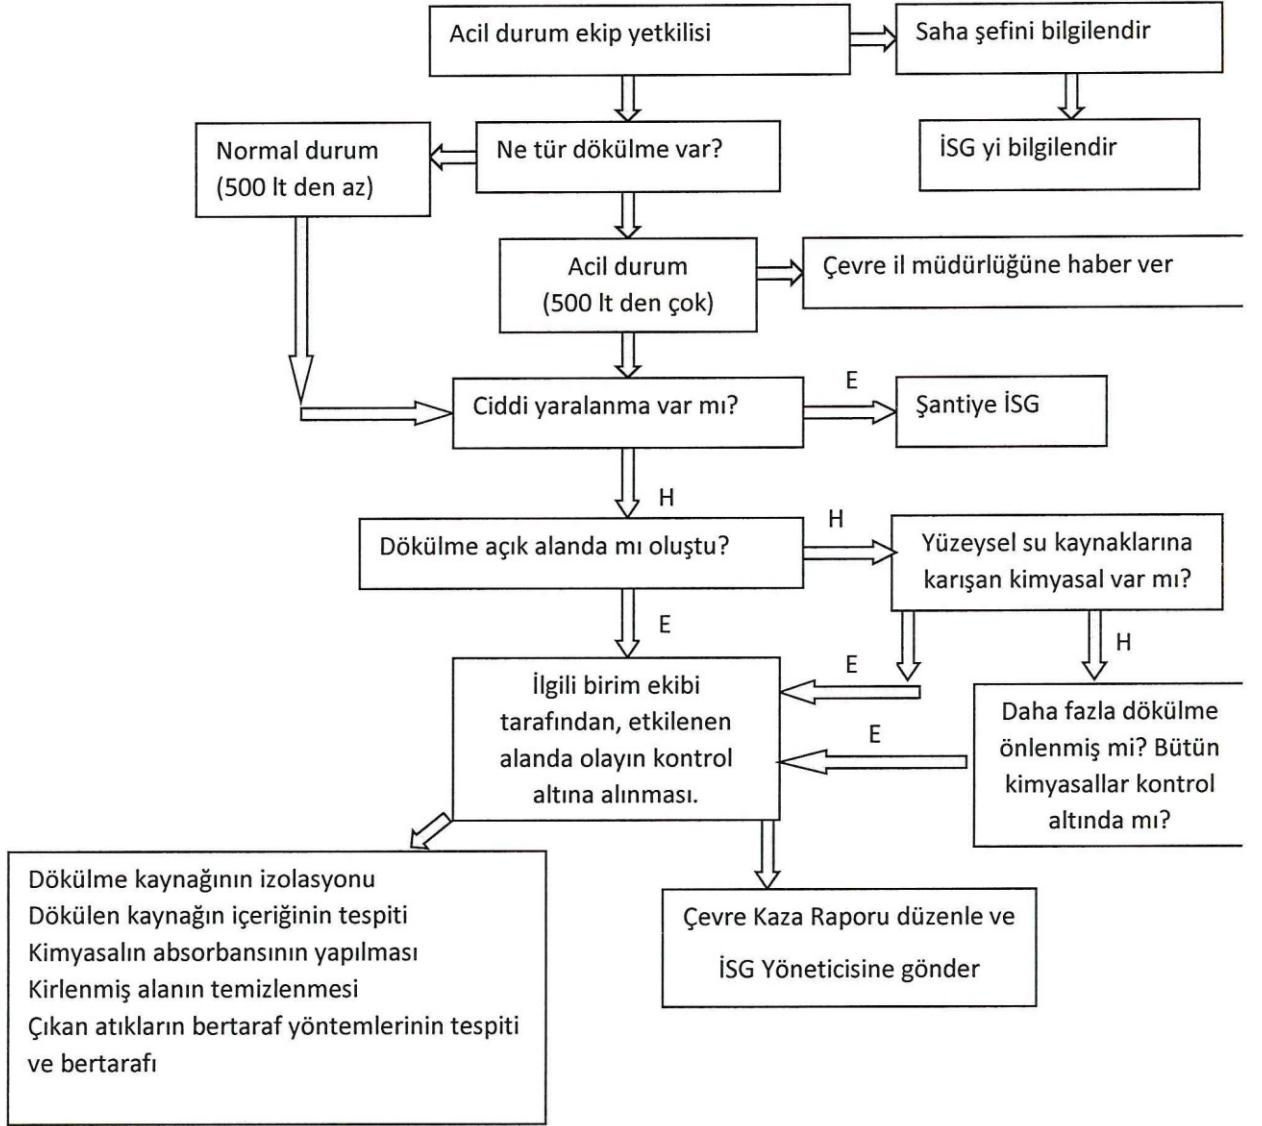 Acil durum ekip yetkilisi
Saha şefini bilgilendir
Normal durum
(500 lt den az)
Ne tür dökülme var?
İSG yi bilgilendir
Acil durum
(500 lt den çok)
Çevre il müdürlüğüne haber ver
Ciddi yaralanma var mı?
E
Şantiye İSG
H
Dökülme açık alanda mı oluştu?
H
Yüzeysel su kaynaklarına
karışan kimyasal var mı?
E
H
E
İlgili birim ekibi
tarafından, etkilenen
alanda olayın kontrol
altına alınması.
E
Daha fazla dökülme
önlenmiş mi? Bütün
kimyasallar kontrol
altında mı?
Dökülme kaynağının izolasyonu
Dökülen kaynağın içeriğinin tespiti
Kimyasalın absorbansının yapılması
Kirlenmiş alanın temizlenmesi
Çıkan atıkların bertaraf yöntemlerinin tespiti
ve bertarafı
Çevre Kaza Raporu düzenle ve
İSG Yöneticisine gönder